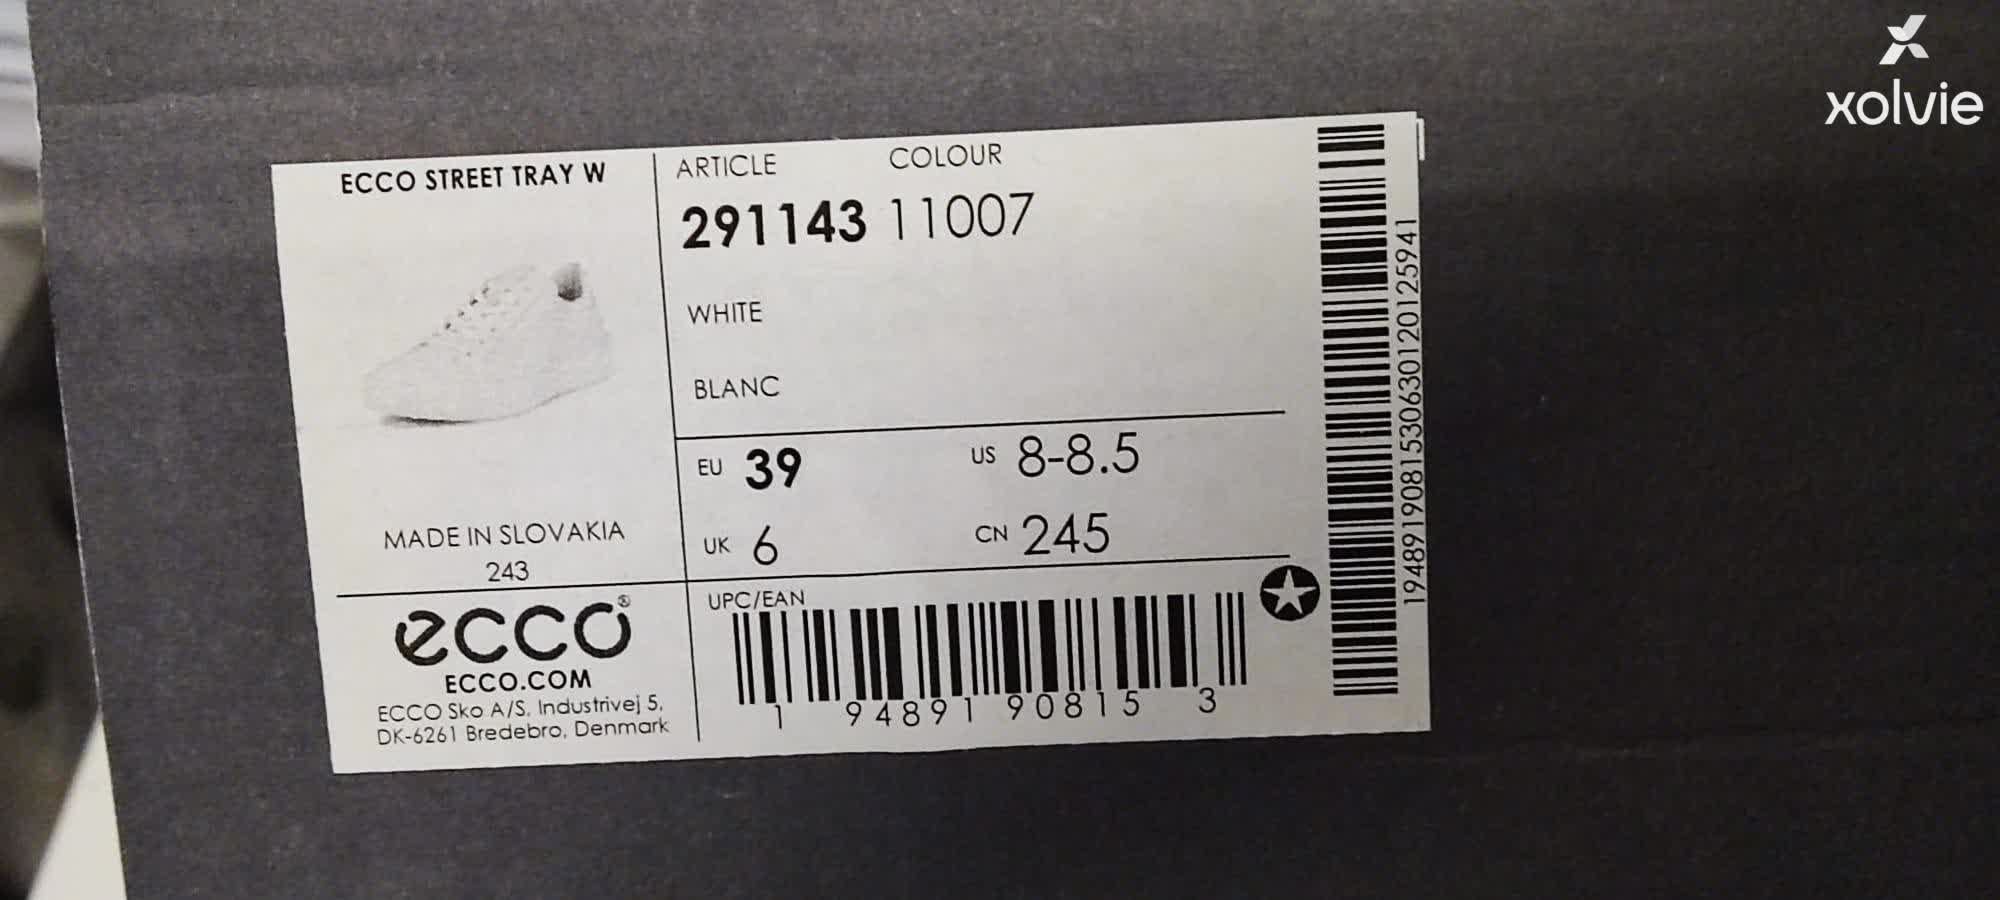 xolvie
ECCO STREET TRAY W
MADE IN SLOVAKIA
243
ecco®
ECCO.COM
ECCO Sko A/S, Industrivej 5,
DK-6261 Bredebro, Denmark
ARTICLE COLOUR
291143 11007
WHITE
BLANC
EU 39 US 8-8.5
UK 6 CN 245
UPC/EAN
1 94891 90815 3
194891908153063012012594​1